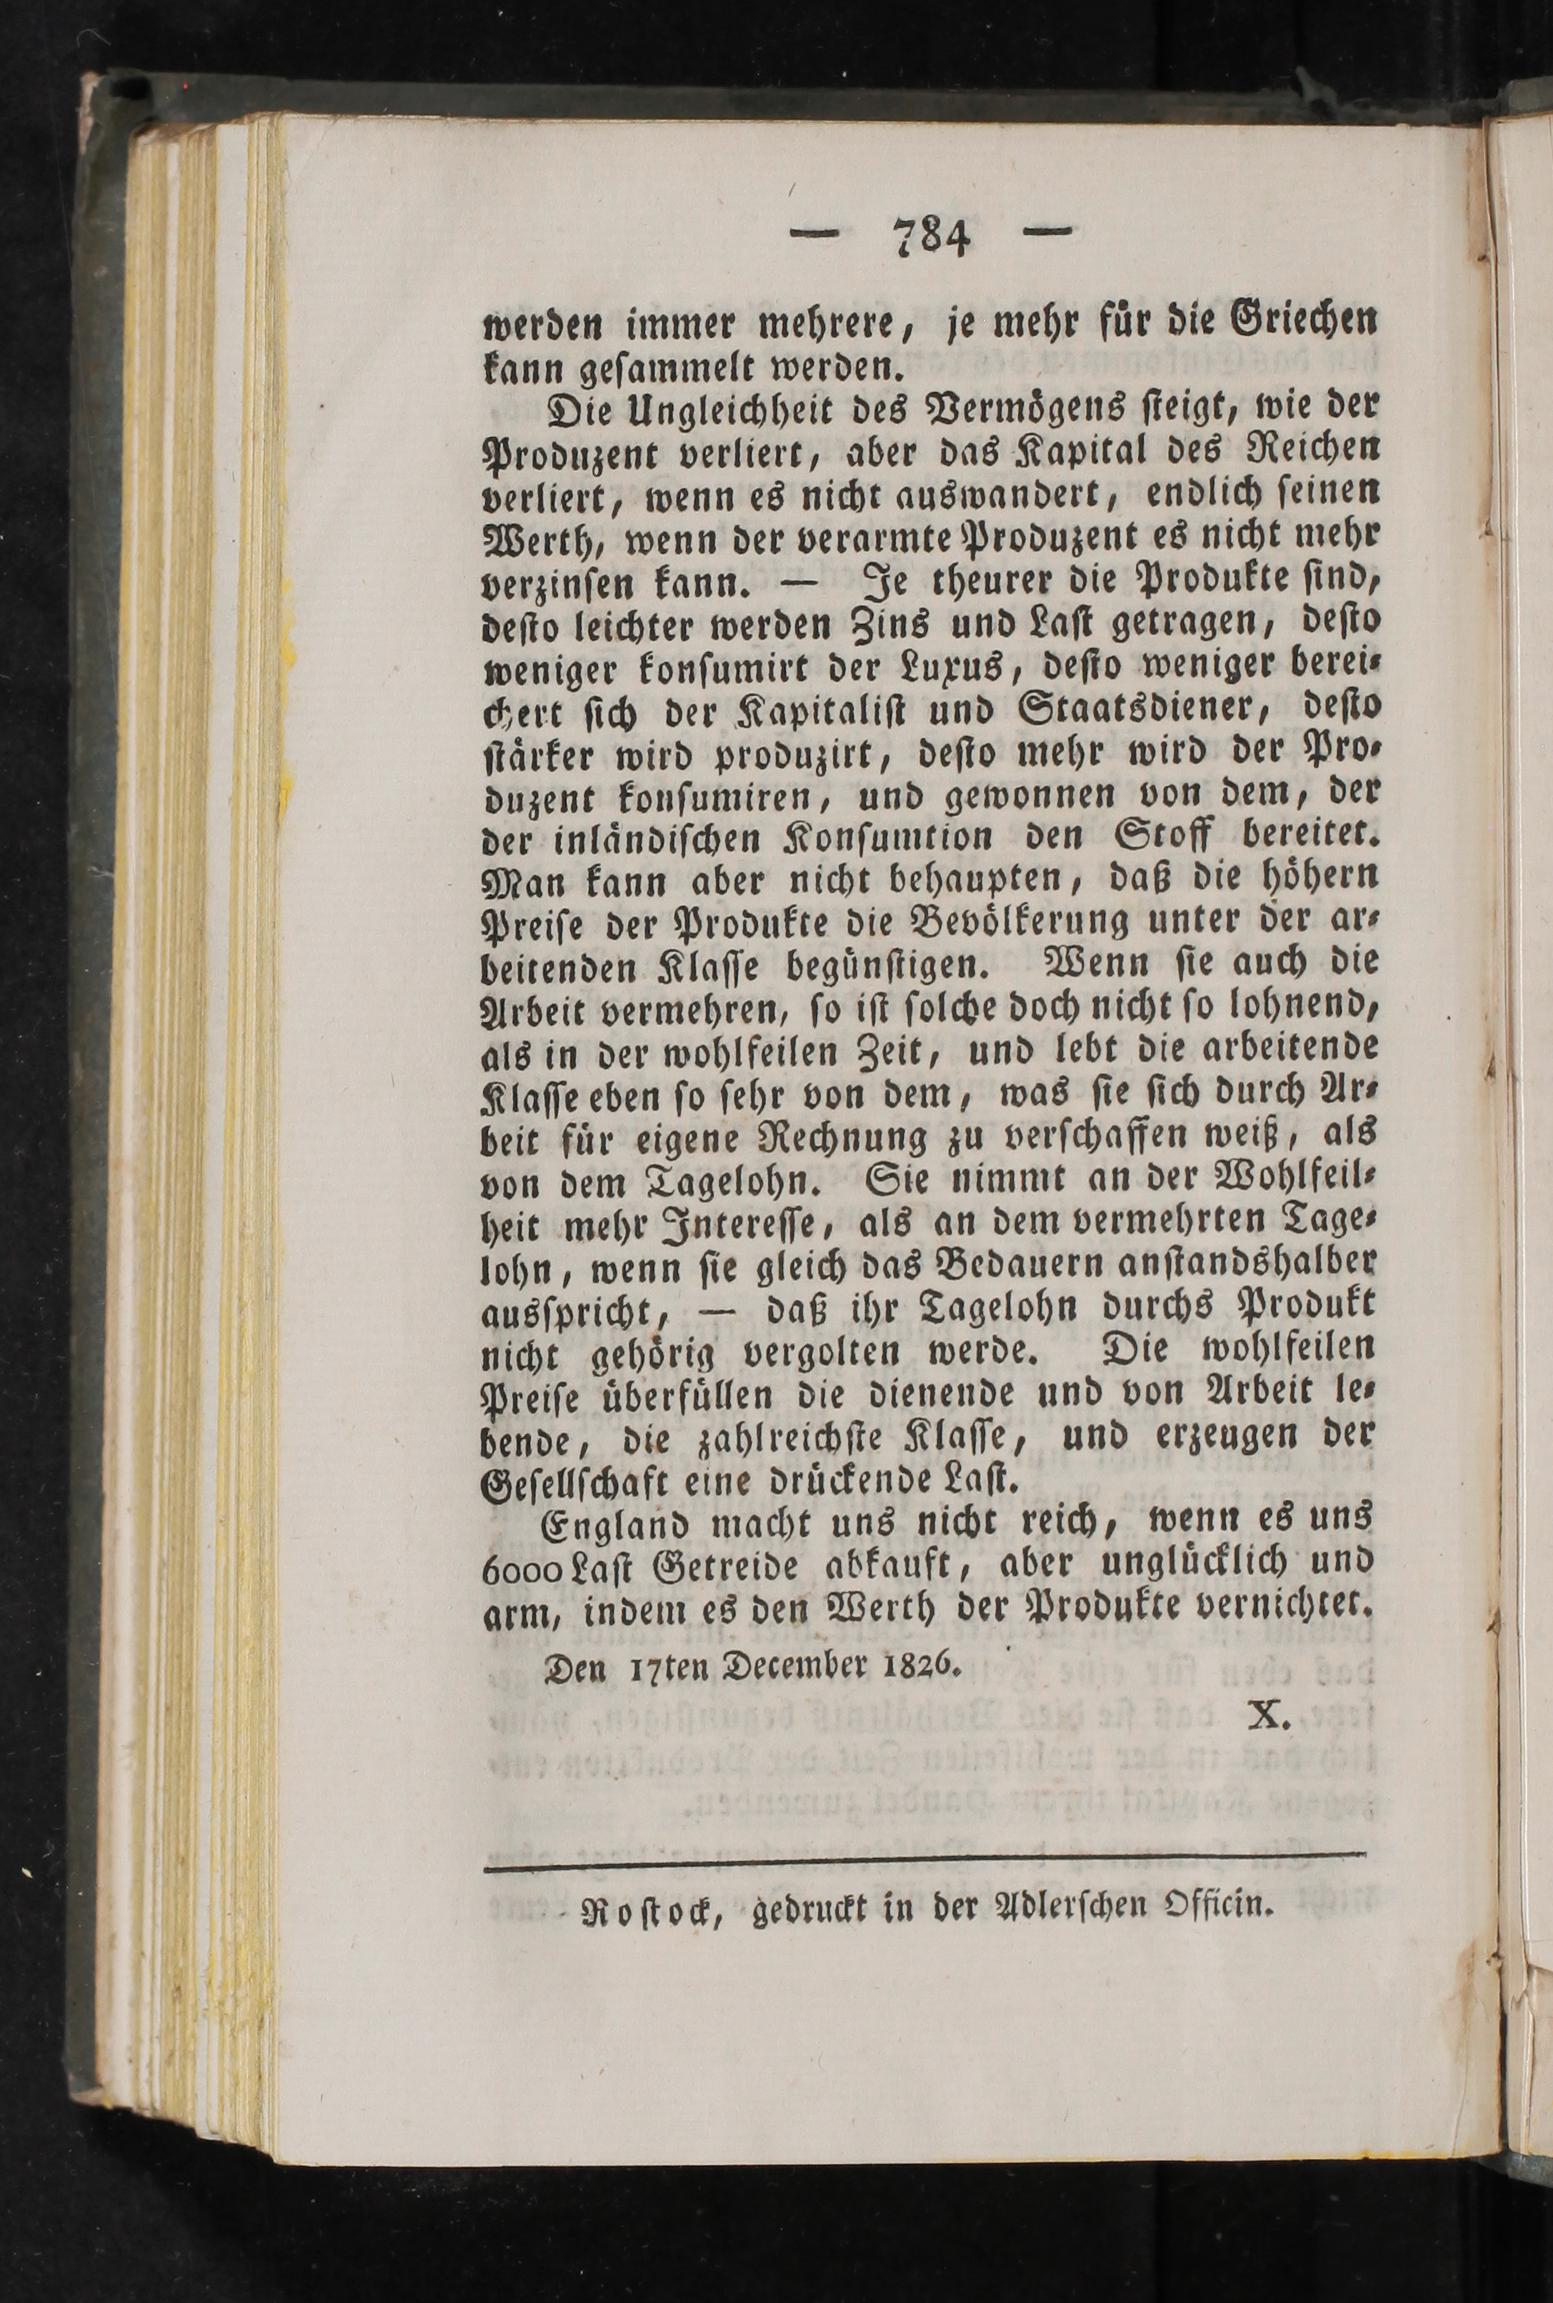 — 784 —
werden immer mehrere, je mehr für die Griechen
kann gesammelt werden.
Die Ungleichheit des Vermögens steigt, wie der
Produzent verliert, aber das Kapital des Reichen
verliert, wenn es nicht auswandert, endlich seinen
Werth, wenn der verarmte Produzent es nicht mehr
verzinsen kann. — Je theurer die Produkte sind,
desto leichter werden Zins und Last getragen, desto
weniger konsumirt der Luxus, desto weniger berei-
chert sich der Kapitalist und Staatsdiener, desto
stärker wird produzirt, desto mehr wird der Pro-
duzent konsumiren, und gewonnen von dem, der
der inländischen Konsumtion den Stoff bereitet.
Man kann aber nicht behaupten, daß die höhern
Preise der Produkte die Bevölkerung unter der ar-
beitenden Klasse begünstigen. Wenn sie auch die
Arbeit vermehren, so ist solche doch nicht so lohnend,
als in der wohlfeilen Zeit, und lebt die arbeitende
Klasse eben so sehr von dem, was sie sich durch Ar-
beit für eigene Rechnung zu verschaffen weiß, als
von dem Tagelohn. Sie nimmt an der Wohlfeil-
heit mehr Interesse, als an dem vermehrten Tage-
lohn, wenn sie gleich das Bedauern anstandshalber
ausspricht, — daß ihr Tagelohn durchs Produkt
nicht gehörig vergolten werde. Die wohlfeilen
Preise überfüllen die dienende und von Arbeit le-
bende, die zahlreichste Klasse, und erzeugen der
Gesellschaft eine drückende Last.
England macht uns nicht reich, wenn es uns
6000 Last Getreide abkauft, aber unglücklich und
arm, indem es den Werth der Produkte vernichtet.
Den 17ten December 1826.
X.
Rostock, gedruckt in der Adlerschen Officin.